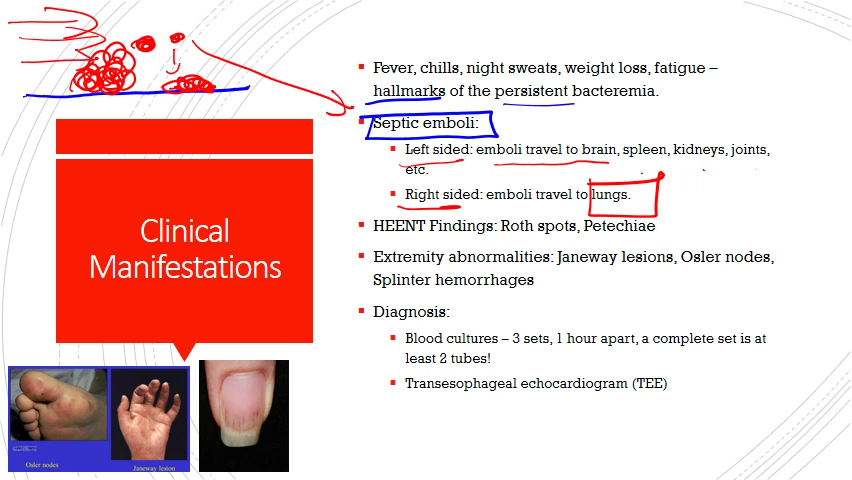 Clinical
Manifestations
Fever, chills, night sweats, weight loss, fatigue –
hallmarks of the persistent bacteremia.
Septic emboli:
Left sided: emboli travel to brain, spleen, kidneys, joints,
etc.
Right sided: emboli travel to lungs.
HEENT Findings: Roth spots, Petechiae
Extremity abnormalities: Janeway lesions, Osler nodes,
Splinter hemorrhages
Diagnosis:
Blood cultures – 3 sets, 1 hour apart, a complete set is at
least 2 tubes!
Transesophageal echocardiogram (TEE)
Osler nodes
Janeway lesion